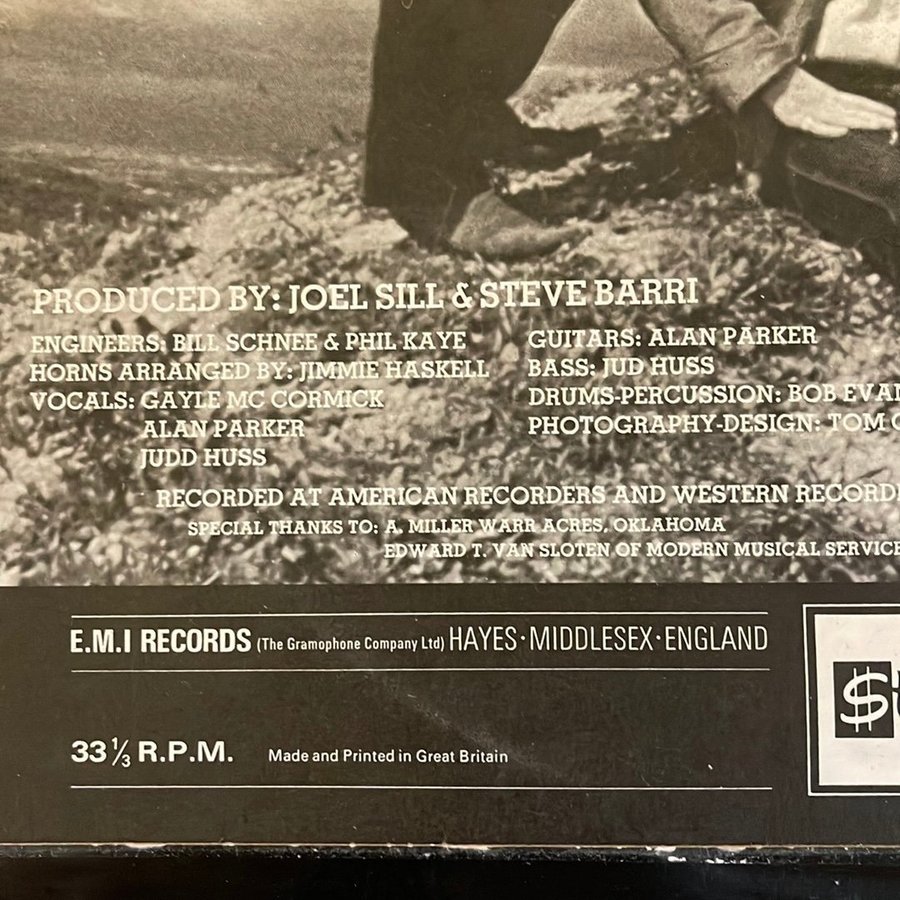 PRODUCED BY: JOEL SILL & STEVE BARRI
ENGINEERS: BILL SCHNEE & PHIL KAYE
HORNS ARRANGED BY: JIMMIE HASKELL
VOCALS: GAYLE MC CORMICK
ALAN PARKER
JUDD HUSS
GUITARS: ALAN PARKER
BASS: JUD HUSS
DRUMS-PERCUSSION: BOB
PHOTOGRAPHY-DESIGN: TOM
RECORDED AT AMERICAN RECORDERS AND WESTERN
SPECIAL THANKS TO: A. MILLER WARR ACRES, OKLAHOMA
EDWARD T. VAN SLOTEN OF MODERN MUSICAL
E.M.I RECORDS (The Gramophone Company Ltd) HAYES·MIDDLESEX·ENGLAND
33 1/3 R.P.M. Made and Printed in Great Britain